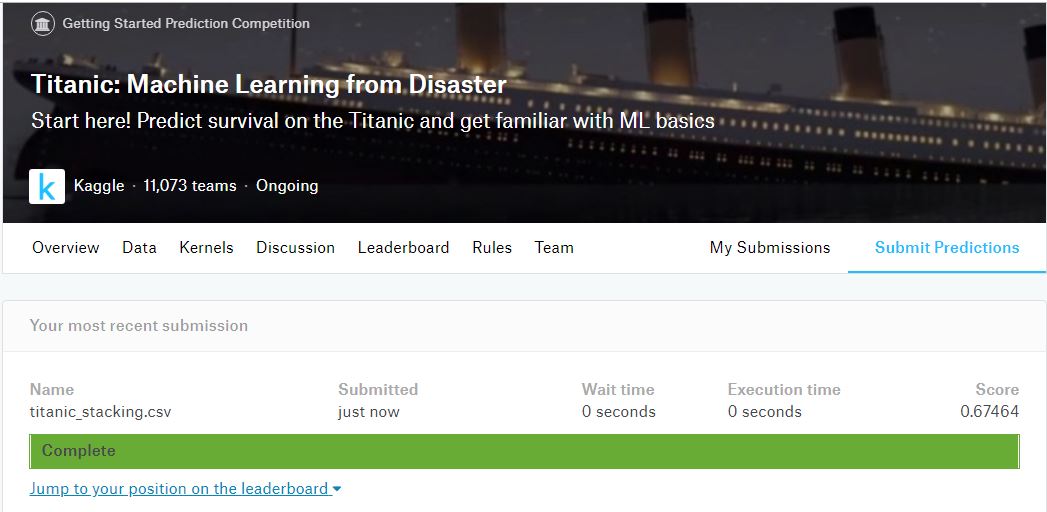 Getting Started Prediction Competition
Titanic: Machine Learning from Disaster
Start here! Predict survival on the Titanic and get familiar with ML basics
k Kaggle · 11,073 teams · Ongoing
Overview Data Kernels Discussion Leaderboard Rules Team My Submissions Submit Predictions
Your most recent submission
Name Submitted Wait time Execution time Score
titanic_stacking.csv just now 0 seconds 0 seconds 0.67464
Complete
Jump to your position on the leaderboard